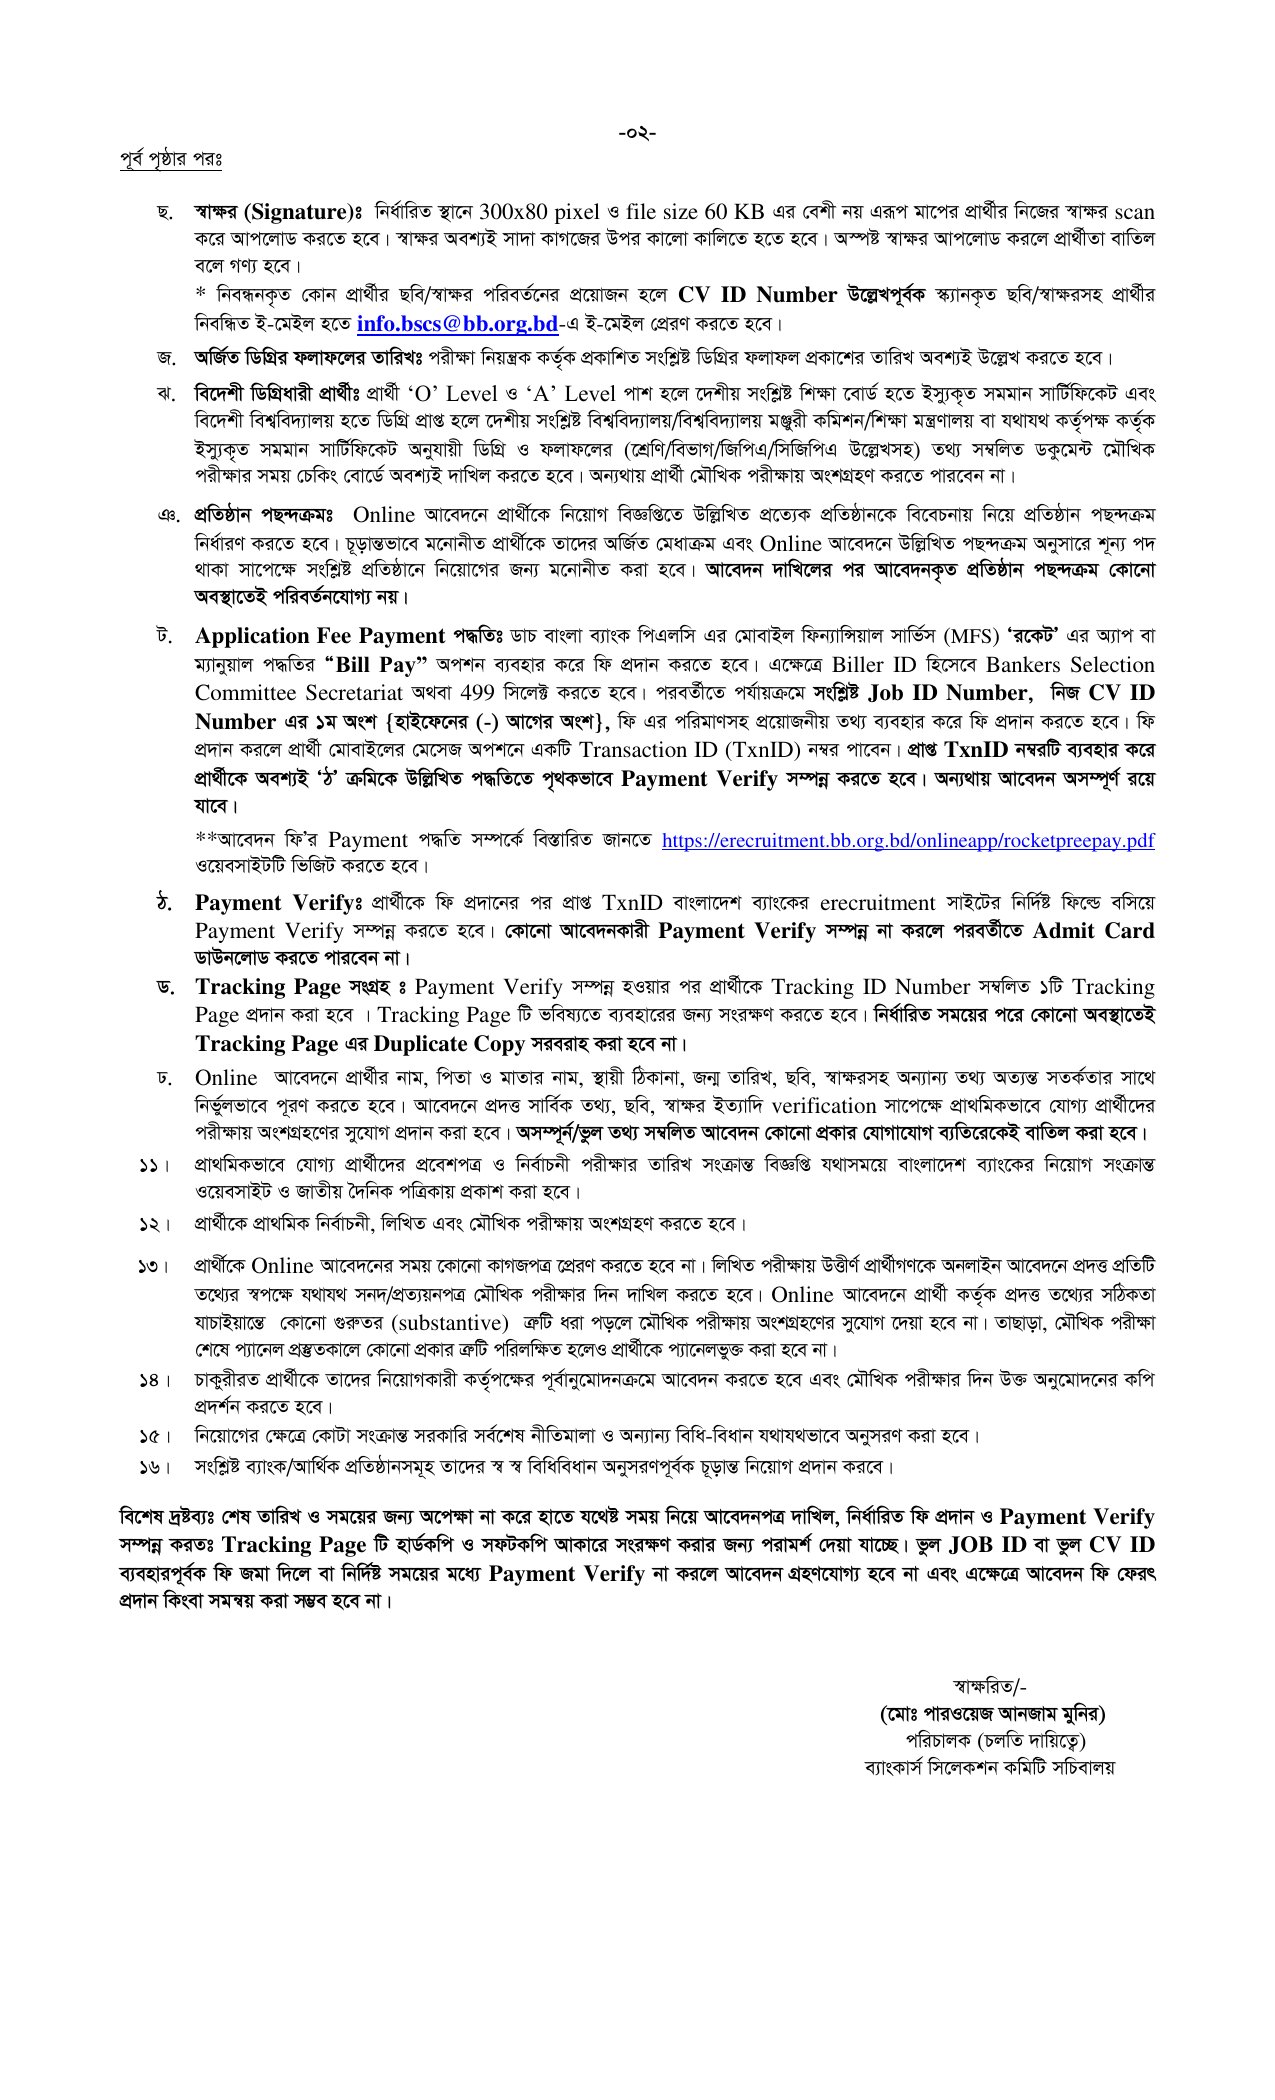 -০২-
পূর্ব পৃষ্ঠার পরঃ
ছ. স্বাক্ষর (Signature)ঃ নির্ধারিত স্থানে 300x80 pixel ও file size 60 KB এর বেশী নয় এরূপ মাপের প্রার্থীর নিজের স্বাক্ষর scan
করে আপলোড করতে হবে। স্বাক্ষর অবশ্যই সাদা কাগজের উপর কালো কালিতে হতে হবে। অস্পষ্ট স্বাক্ষর আপলোড করলে প্রার্থীতা বাতিল
বলে গণ্য হবে।
* নিবন্ধনকৃত কোন প্রার্থীর ছবি/স্বাক্ষর পরিবর্তনের প্রয়োজন হলে CV ID Number উল্লেখপূর্বক স্ক্যানকৃত ছবি/স্বাক্ষরসহ প্রার্থীর
নিবন্ধিত ই-মেইল হতে info.bscs@bb.org.bd-এ ই-মেইল প্রেরণ করতে হবে।
জ. অর্জিত ডিগ্রির ফলাফলের তারিখঃ পরীক্ষা নিয়ন্ত্রক কর্তৃক প্রকাশিত সংশ্লিষ্ট ডিগ্রির ফলাফল প্রকাশের তারিখ অবশ্যই উল্লেখ করতে হবে।
ঝ. বিদেশী ডিগ্রিধারী প্রার্থীঃ প্রার্থী ‘O’ Level ও ‘A’ Level পাশ হলে দেশীয় সংশ্লিষ্ট শিক্ষা বোর্ড হতে ইস্যুকৃত সমমান সার্টিফিকেট এবং
বিদেশী বিশ্ববিদ্যালয় হতে ডিগ্রি প্রাপ্ত হলে দেশীয় সংশ্লিষ্ট বিশ্ববিদ্যালয়/বিশ্ববিদ্যালয় মঞ্জুরী কমিশন/শিক্ষা মন্ত্রণালয় বা যথাযথ কর্তৃপক্ষ কর্তৃক
ইস্যুকৃত সমমান সার্টিফিকেট অনুযায়ী ডিগ্রি ও ফলাফলের (শ্রেণি/বিভাগ/জিপিএ/সিজিপিএ উল্লেখসহ) তথ্য সম্বলিত ডকুমেন্ট মৌখিক
পরীক্ষার সময় চেকিং বোর্ডে অবশ্যই দাখিল করতে হবে। অন্যথায় প্রার্থী মৌখিক পরীক্ষায় অংশগ্রহণ করতে পারবেন না।
ঞ. প্রতিষ্ঠান পছন্দক্রমঃ Online আবেদনে প্রার্থীকে নিয়োগ বিজ্ঞপ্তিতে উল্লিখিত প্রত্যেক প্রতিষ্ঠানকে বিবেচনায় নিয়ে প্রতিষ্ঠান পছন্দক্রম
নির্ধারণ করতে হবে। চূড়ান্তভাবে মনোনীত প্রার্থীকে তাদের অর্জিত মেধাক্রম এবং Online আবেদনে উল্লিখিত পছন্দক্রম অনুসারে শূন্য পদ
থাকা সাপেক্ষে সংশ্লিষ্ট প্রতিষ্ঠানে নিয়োগের জন্য মনোনীত করা হবে। আবেদন দাখিলের পর আবেদনকৃত প্রতিষ্ঠান পছন্দক্রম কোনো
অবস্থাতেই পরিবর্তনযোগ্য নয়।
ট. Application Fee Payment পদ্ধতিঃ ডাচ বাংলা ব্যাংক পিএলসি এর মোবাইল ফিন্যান্সিয়াল সার্ভিস (MFS) ‘রকেট’ এর অ্যাপ বা
ম্যানুয়াল পদ্ধতির “Bill Pay” অপশন ব্যবহার করে ফি প্রদান করতে হবে। এক্ষেত্রে Biller ID হিসেবে Bankers Selection
Committee Secretariat অথবা 499 সিলেক্ট করতে হবে। পরবর্তীতে পর্যায়ক্রমে সংশ্লিষ্ট Job ID Number, নিজ CV ID
Number এর ১ম অংশ {হাইফেনের (-) আগের অংশ}, ফি এর পরিমাণসহ প্রয়োজনীয় তথ্য ব্যবহার করে ফি প্রদান করতে হবে। ফি
প্রদান করলে প্রার্থী মোবাইলের মেসেজ অপশনে একটি Transaction ID (TxnID) নম্বর পাবেন। প্রাপ্ত TxnID নম্বরটি ব্যবহার করে
প্রার্থীকে অবশ্যই ‘ঠ’ ক্রমিকে উল্লিখিত পদ্ধতিতে পৃথকভাবে Payment Verify সম্পন্ন করতে হবে। অন্যথায় আবেদন অসম্পূর্ণ রয়ে
যাবে।
**আবেদন ফি’র Payment পদ্ধতি সম্পর্কে বিস্তারিত জানতে https://erecruitment.bb.org.bd/onlineapp/rocketpreepay.pdf
ওয়েবসাইটটি ভিজিট করতে হবে।
ঠ. Payment Verifyঃ প্রার্থীকে ফি প্রদানের পর প্রাপ্ত TxnID বাংলাদেশ ব্যাংকের erecruitment সাইটের নির্দিষ্ট ফিল্ডে বসিয়ে
Payment Verify সম্পন্ন করতে হবে। কোনো আবেদনকারী Payment Verify সম্পন্ন না করলে পরবর্তীতে Admit Card
ডাউনলোড করতে পারবেন না।
ড. Tracking Page সংগ্রহ ঃ Payment Verify সম্পন্ন হওয়ার পর প্রার্থীকে Tracking ID Number সম্বলিত ১টি Tracking
Page প্রদান করা হবে । Tracking Page টি ভবিষ্যতে ব্যবহারের জন্য সংরক্ষণ করতে হবে। নির্ধারিত সময়ের পরে কোনো অবস্থাতেই
Tracking Page এর Duplicate Copy সরবরাহ করা হবে না।
ঢ. Online আবেদনে প্রার্থীর নাম, পিতা ও মাতার নাম, স্থায়ী ঠিকানা, জন্ম তারিখ, ছবি, স্বাক্ষরসহ অন্যান্য তথ্য অত্যন্ত সতর্কতার সাথে
নির্ভুলভাবে পূরণ করতে হবে। আবেদনে প্রদত্ত সার্বিক তথ্য, ছবি, স্বাক্ষর ইত্যাদি verification সাপেক্ষে প্রাথমিকভাবে যোগ্য প্রার্থীদের
পরীক্ষায় অংশগ্রহণের সুযোগ প্রদান করা হবে। অসম্পূর্ন/ভুল তথ্য সম্বলিত আবেদন কোনো প্রকার যোগাযোগ ব্যতিরেকেই বাতিল করা হবে।
১১। প্রাথমিকভাবে যোগ্য প্রার্থীদের প্রবেশপত্র ও নির্বাচনী পরীক্ষার তারিখ সংক্রান্ত বিজ্ঞপ্তি যথাসময়ে বাংলাদেশ ব্যাংকের নিয়োগ সংক্রান্ত
ওয়েবসাইট ও জাতীয় দৈনিক পত্রিকায় প্রকাশ করা হবে।
১২। প্রার্থীকে প্রাথমিক নির্বাচনী, লিখিত এবং মৌখিক পরীক্ষায় অংশগ্রহণ করতে হবে।
১৩। প্রার্থীকে Online আবেদনের সময় কোনো কাগজপত্র প্রেরণ করতে হবে না। লিখিত পরীক্ষায় উত্তীর্ণ প্রার্থীগণকে অনলাইন আবেদনে প্রদত্ত প্রতিটি
তথ্যের স্বপক্ষে যথাযথ সনদ/প্রত্যয়নপত্র মৌখিক পরীক্ষার দিন দাখিল করতে হবে। Online আবেদনে প্রার্থী কর্তৃক প্রদত্ত তথ্যের সঠিকতা
যাচাইয়ান্তে কোনো গুরুতর (substantive) ত্রুটি ধরা পড়লে মৌখিক পরীক্ষায় অংশগ্রহণের সুযোগ দেয়া হবে না। তাছাড়া, মৌখিক পরীক্ষা
শেষে প্যানেল প্রস্তুতকালে কোনো প্রকার ত্রুটি পরিলক্ষিত হলেও প্রার্থীকে প্যানেলভুক্ত করা হবে না।
১৪। চাকুরীরত প্রার্থীকে তাদের নিয়োগকারী কর্তৃপক্ষের পূর্বানুমোদনক্রমে আবেদন করতে হবে এবং মৌখিক পরীক্ষার দিন উক্ত অনুমোদনের কপি
প্রদর্শন করতে হবে।
১৫। নিয়োগের ক্ষেত্রে কোটা সংক্রান্ত সরকারি সর্বশেষ নীতিমালা ও অন্যান্য বিধি-বিধান যথাযথভাবে অনুসরণ করা হবে।
১৬। সংশ্লিষ্ট ব্যাংক/আর্থিক প্রতিষ্ঠানসমূহ তাদের স্ব স্ব বিধিবিধান অনুসরণপূর্বক চূড়ান্ত নিয়োগ প্রদান করবে।
বিশেষ দ্রষ্টব্যঃ শেষ তারিখ ও সময়ের জন্য অপেক্ষা না করে হাতে যথেষ্ট সময় নিয়ে আবেদনপত্র দাখিল, নির্ধারিত ফি প্রদান ও Payment Verify
সম্পন্ন করতঃ Tracking Page টি হার্ডকপি ও সফটকপি আকারে সংরক্ষণ করার জন্য পরামর্শ দেয়া যাচ্ছে। ভুল JOB ID বা ভুল CV ID
ব্যবহারপূর্বক ফি জমা দিলে বা নির্দিষ্ট সময়ের মধ্যে Payment Verify না করলে আবেদন গ্রহণযোগ্য হবে না এবং এক্ষেত্রে আবেদন ফি ফেরৎ
প্রদান কিংবা সমন্বয় করা সম্ভব হবে না।
স্বাক্ষরিত/-
(মোঃ পারওয়েজ আনজাম মুনির)
পরিচালক (চলতি দায়িত্বে)
ব্যাংকার্স সিলেকশন কমিটি সচিবালয়